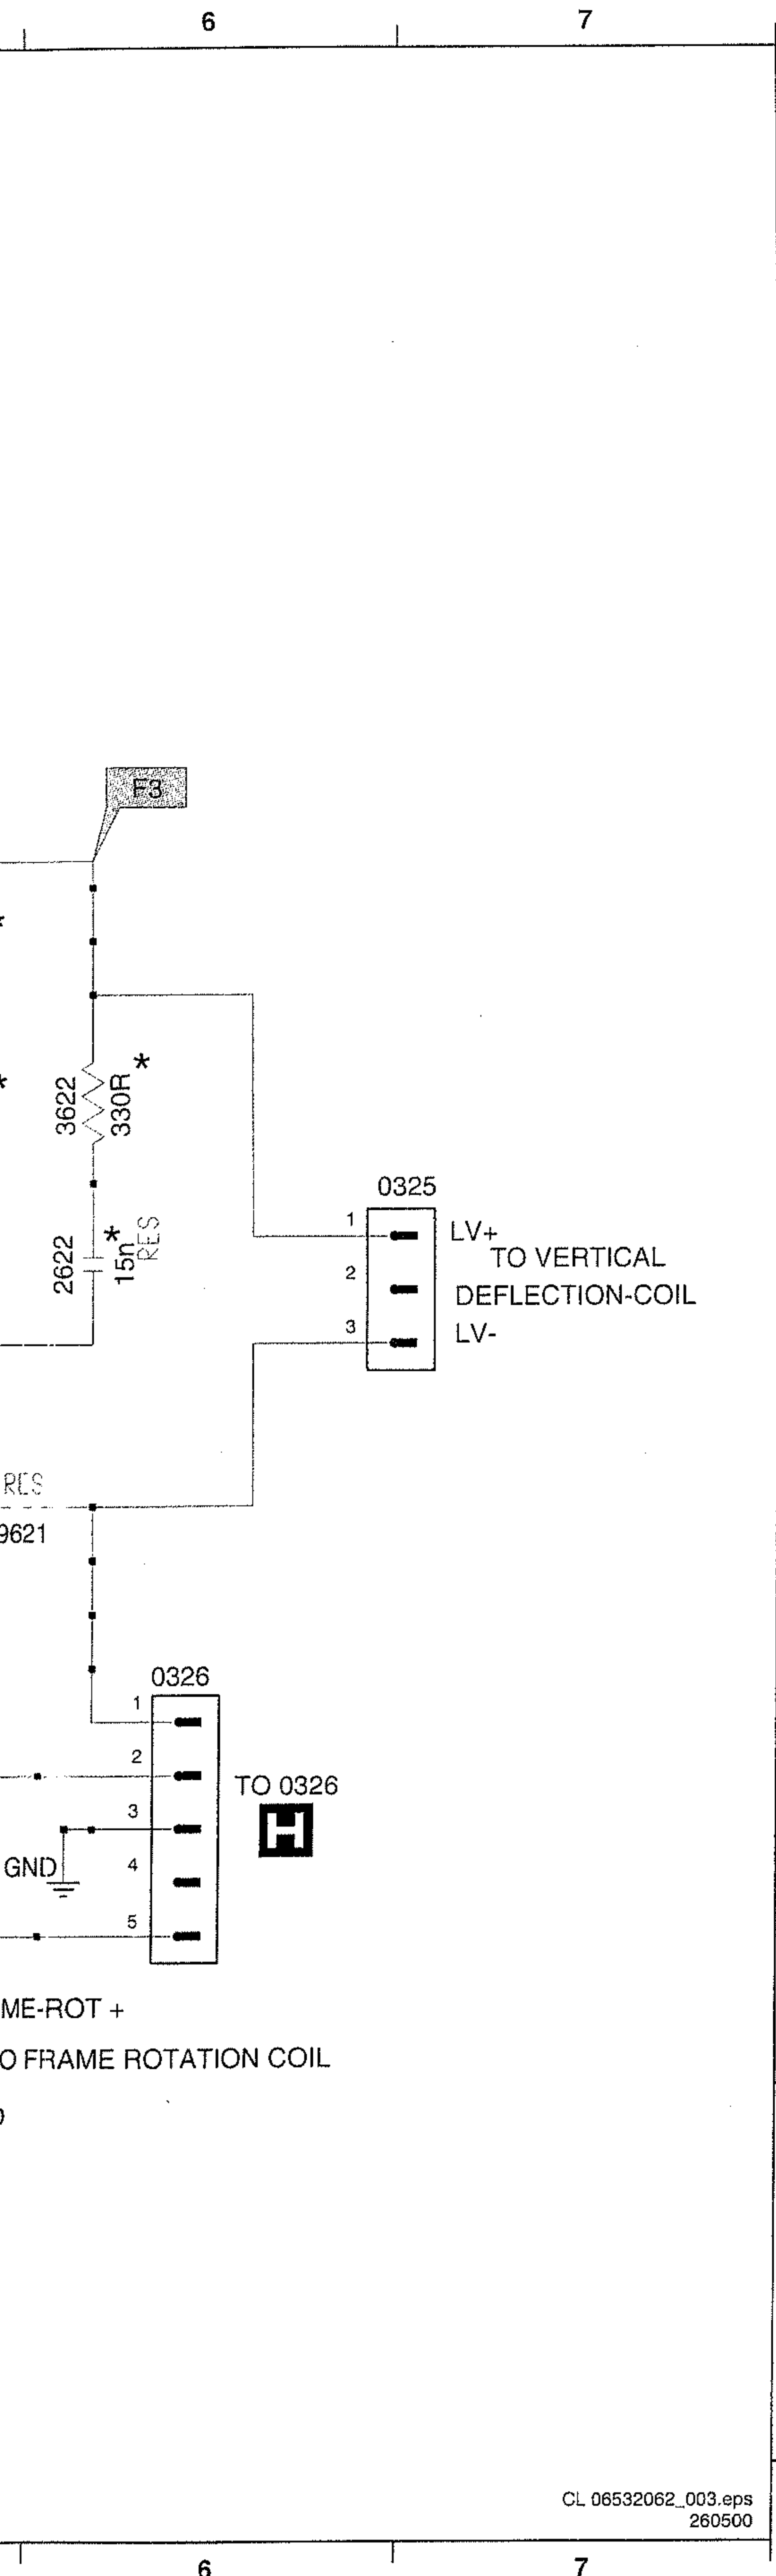 6 7
F3
*
3622
330R
*
*
2622
15n
*
RES
0325
1
2
3
LV+
TO VERTICAL
DEFLECTION-COIL
LV-
RES
9621
0326
1
2
3
4
5
TO 0326
H
GND
ME-ROT +
O FRAME ROTATION COIL
CL 06532062_003.eps
260500
6 7